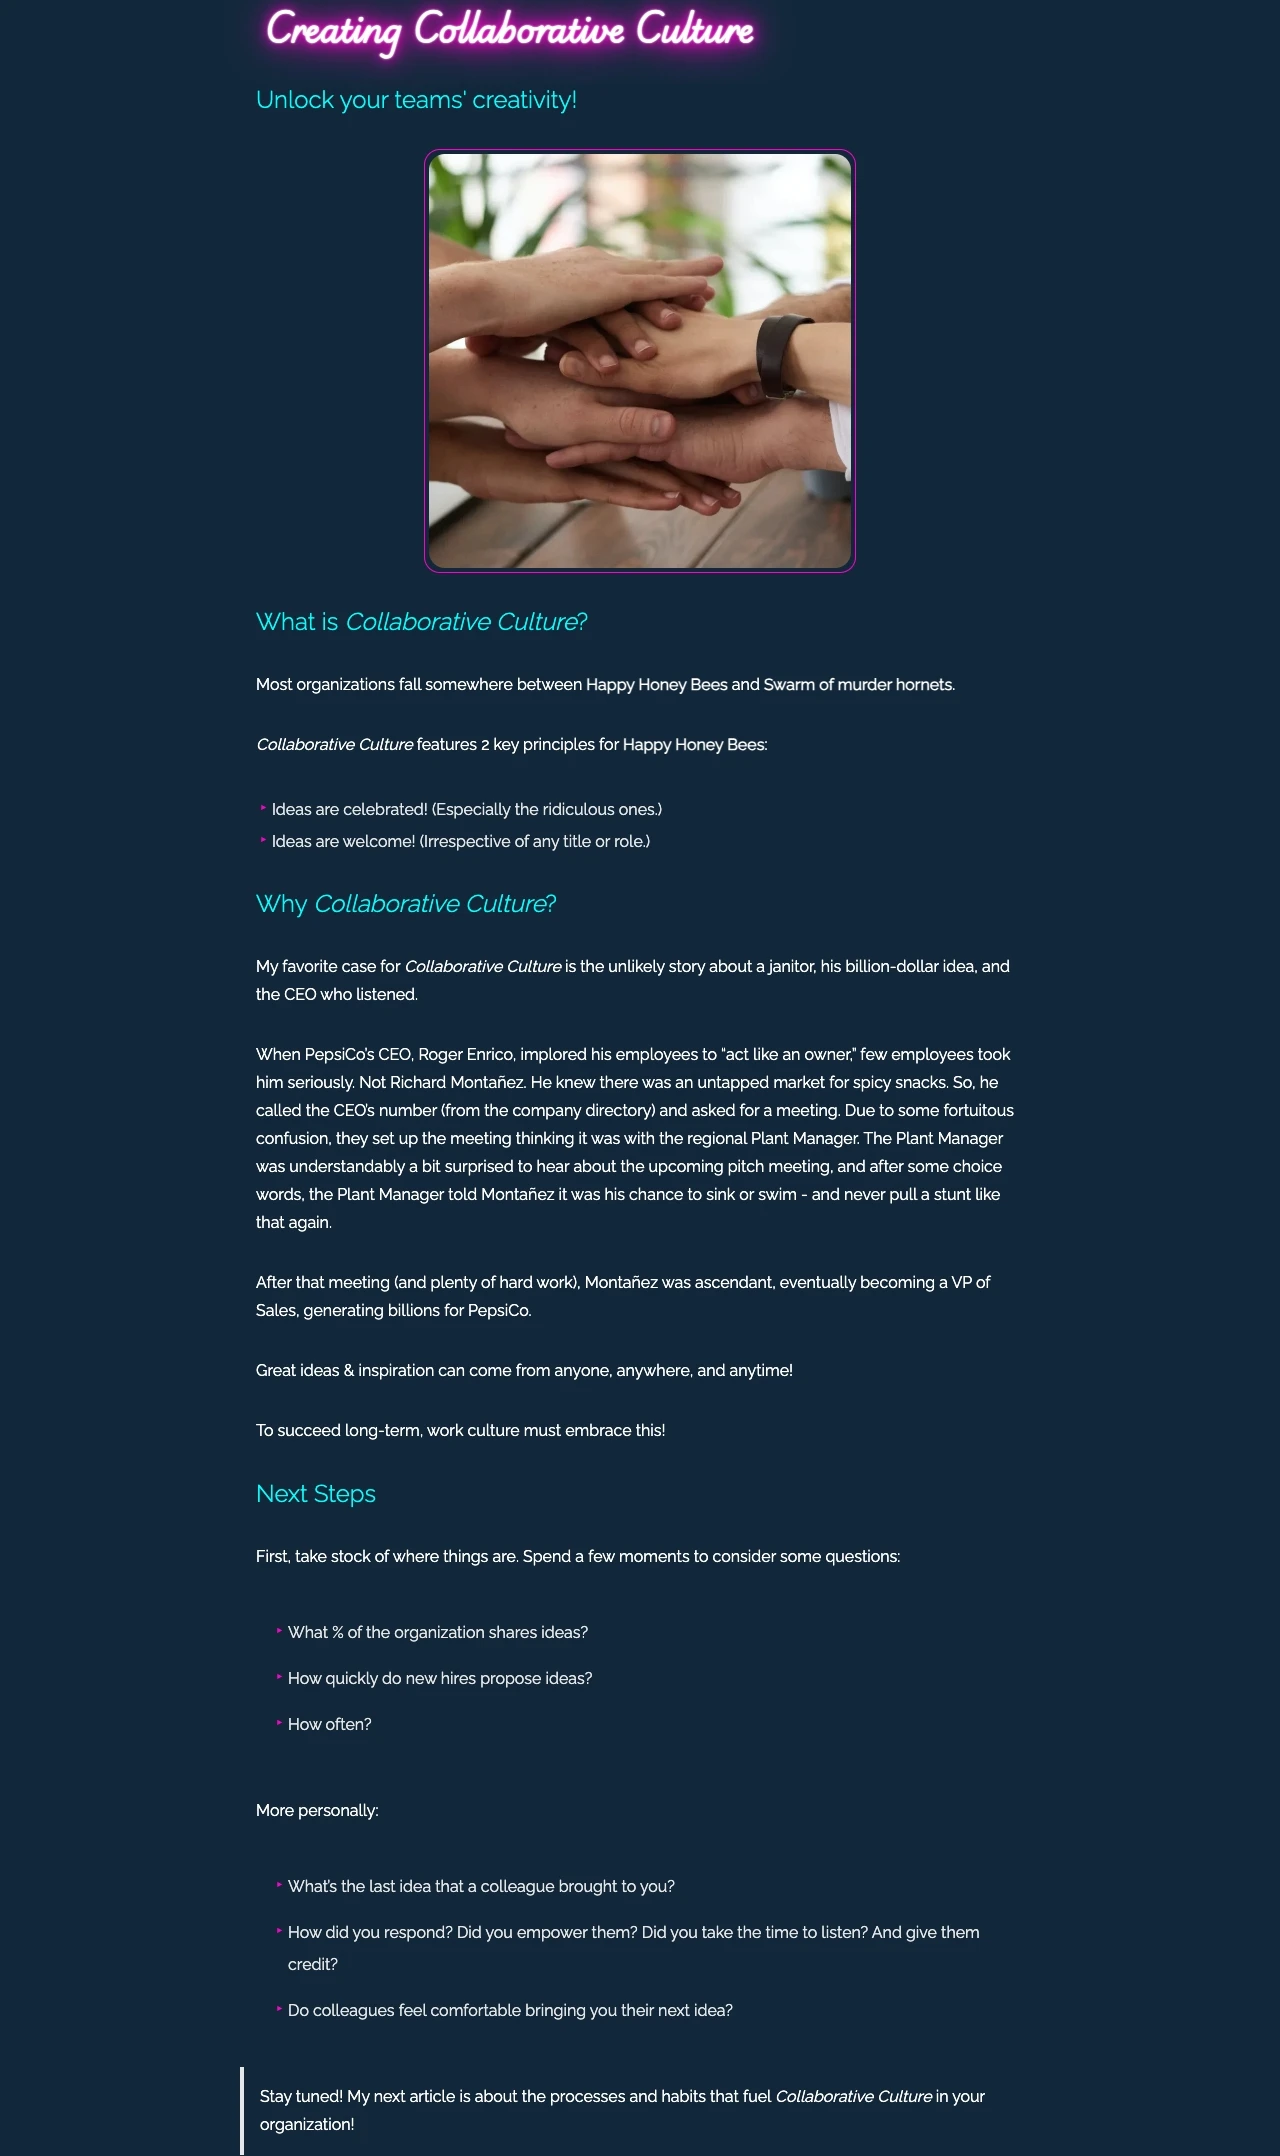 Creating Collaborative Culture
Unlock your teams' creativity!
What is Collaborative Culture?
Most organizations fall somewhere between Happy Honey Bees and Swarm of murder hornets.
Collaborative Culture features 2 key principles for Happy Honey Bees:
‣ Ideas are celebrated! (Especially the ridiculous ones.)
‣ Ideas are welcome! (Irrespective of any title or role.)
Why Collaborative Culture?
My favorite case for Collaborative Culture is the unlikely story about a janitor, his billion-dollar idea, and
the CEO who listened.
When PepsiCo’s CEO, Roger Enrico, implored his employees to “act like an owner,” few employees took
him seriously. Not Richard Montañez. He knew there was an untapped market for spicy snacks. So, he
called the CEO’s number (from the company directory) and asked for a meeting. Due to some fortuitous
confusion, they set up the meeting thinking it was with the regional Plant Manager. The Plant Manager
was understandably a bit surprised to hear about the upcoming pitch meeting, and after some choice
words, the Plant Manager told Montañez it was his chance to sink or swim - and never pull a stunt like
that again.
After that meeting (and plenty of hard work), Montañez was ascendant, eventually becoming a VP of
Sales, generating billions for PepsiCo.
Great ideas & inspiration can come from anyone, anywhere, and anytime!
To succeed long-term, work culture must embrace this!
Next Steps
First, take stock of where things are. Spend a few moments to consider some questions:
‣ What % of the organization shares ideas?
‣ How quickly do new hires propose ideas?
‣ How often?
More personally:
‣ What’s the last idea that a colleague brought to you?
‣ How did you respond? Did you empower them? Did you take the time to listen? And give them
credit?
‣ Do colleagues feel comfortable bringing you their next idea?
Stay tuned! My next article is about the processes and habits that fuel Collaborative Culture in your
organization!